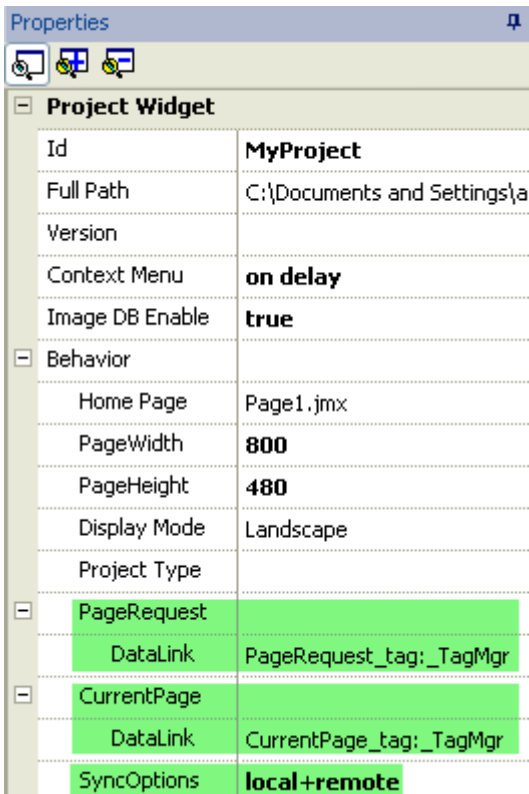 Properties
Project Widget
Id MyProject
Full Path C:\Documents and Settings\a
Version
Context Menu on delay
Image DB Enable true
Behavior
Home Page Page1.jmx
PageWidth 800
PageHeight 480
Display Mode Landscape
Project Type
PageRequest
DataLink PageRequest_tag:_TagMgr
CurrentPage
DataLink CurrentPage_tag:_TagMgr
SyncOptions local+remote